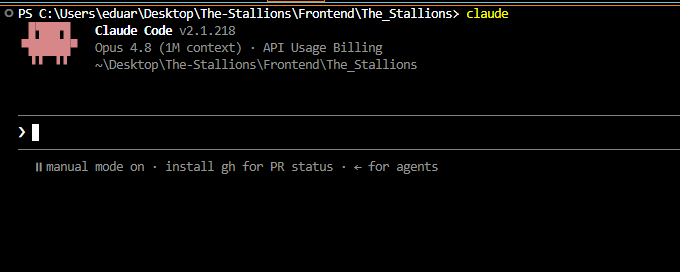 PS C:\Users\eduar\Desktop\The-Stallions\Frontend\The_Stallions> claude
Claude Code v2.1.218
Opus 4.8 (1M context) · API Usage Billing
~\Desktop\The-Stallions\Frontend\The_Stallions
❯
⏸ manual mode on · install gh for PR status · ← for agents